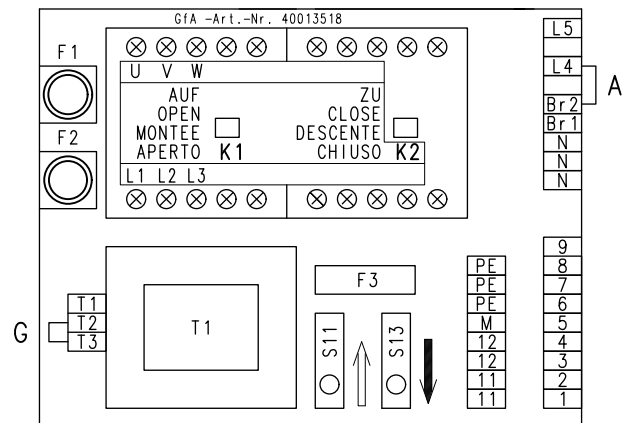 GfA -Art.-Nr. 40013518
F1
F2
U V W
AUF
OPEN
MONTEE
APERTO K1
ZU
CLOSE
DESCENTE
CHIUSO K2
L1 L2 L3
L5
L4
A
Br2
Br1
N
N
N
G
T1
T2
T3
T1
F3
S11
S13
PE
PE
PE
M
12
12
11
11
9
8
7
6
5
4
3
2
1